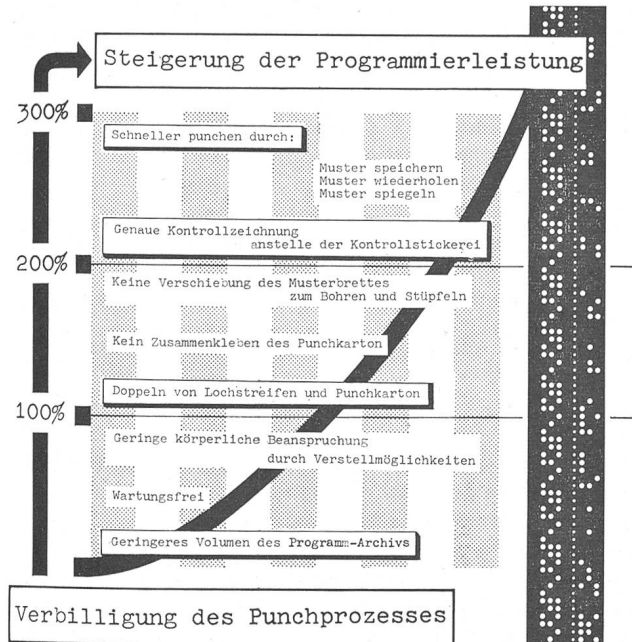 Steigerung der Programmierleistung
300%
Schneller punchen durch:
Muster speichern
Muster wiederholen
Muster spiegeln
Genaue Kontrollzeichnung
anstelle der Kontrollstickerei
200%
Keine Verschiebung des Musterbrettes
zum Bohren und Stüpfeln
Kein Zusammenkleben des Punchkarton
Doppeln von Lochstreifen und Punchkarton
100%
Geringe körperliche Beanspruchung
durch Verstellmöglichkeiten
Wartungsfrei
Geringeres Volumen des Programm-Archivs
Verbilligung des Punchprozesses